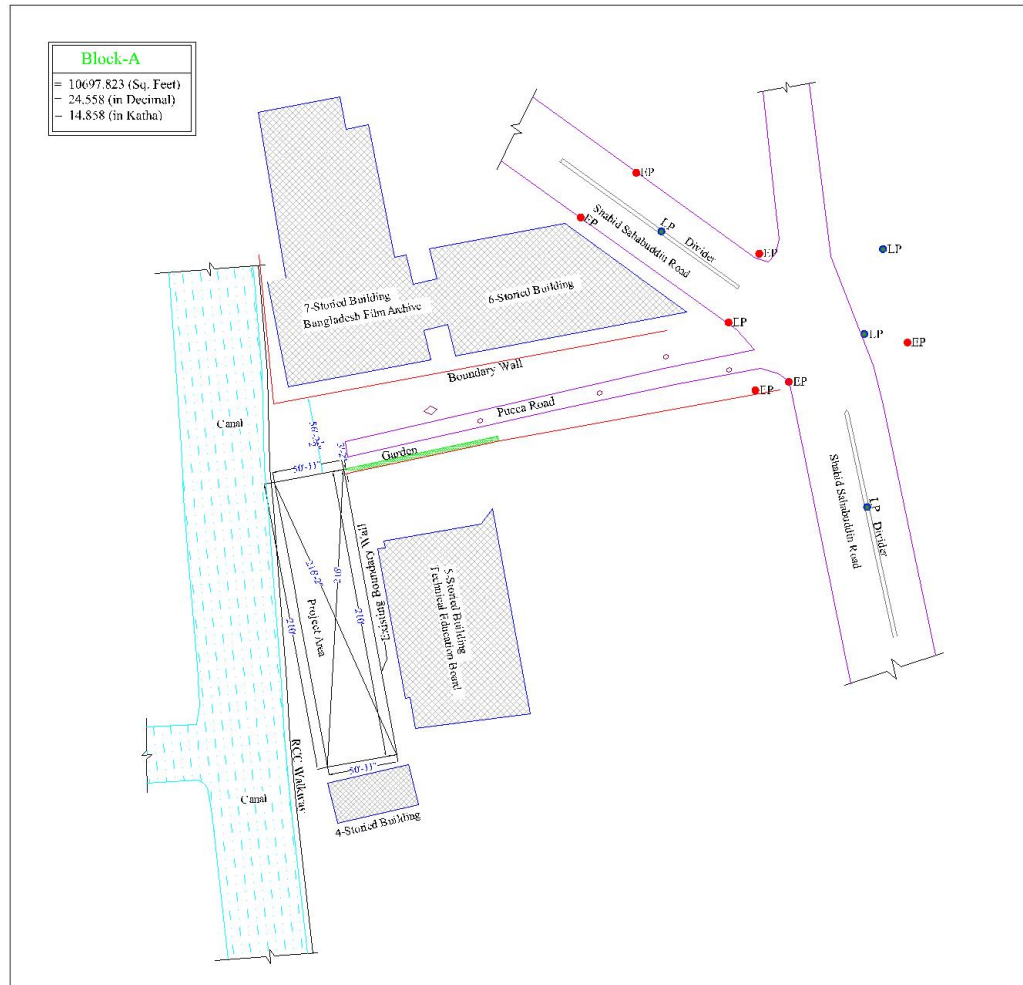 Block-A
= 10697.823 (Sq. Feet)
= 24.558 (in Decimal)
= 14.858 (in Katha)
EP
EP
LP
Divider
Shahid Sahabuddin Road
EP
LP
7-Storied Building
Bangladesh Film Archive
6-Storied Building
EP
LP
EP
Boundary Wall
EP
EP
Pucca Road
Canal
Garden
50'-11"
Existing Boundary Wall
5-Storied Building
Technical Education Board
Shahid Sahabuddin Road
LP
Divider
216'-2"
216'
210'
210'
Project Area
RCC Walkway
50'-11"
Canal
4-Storied Building